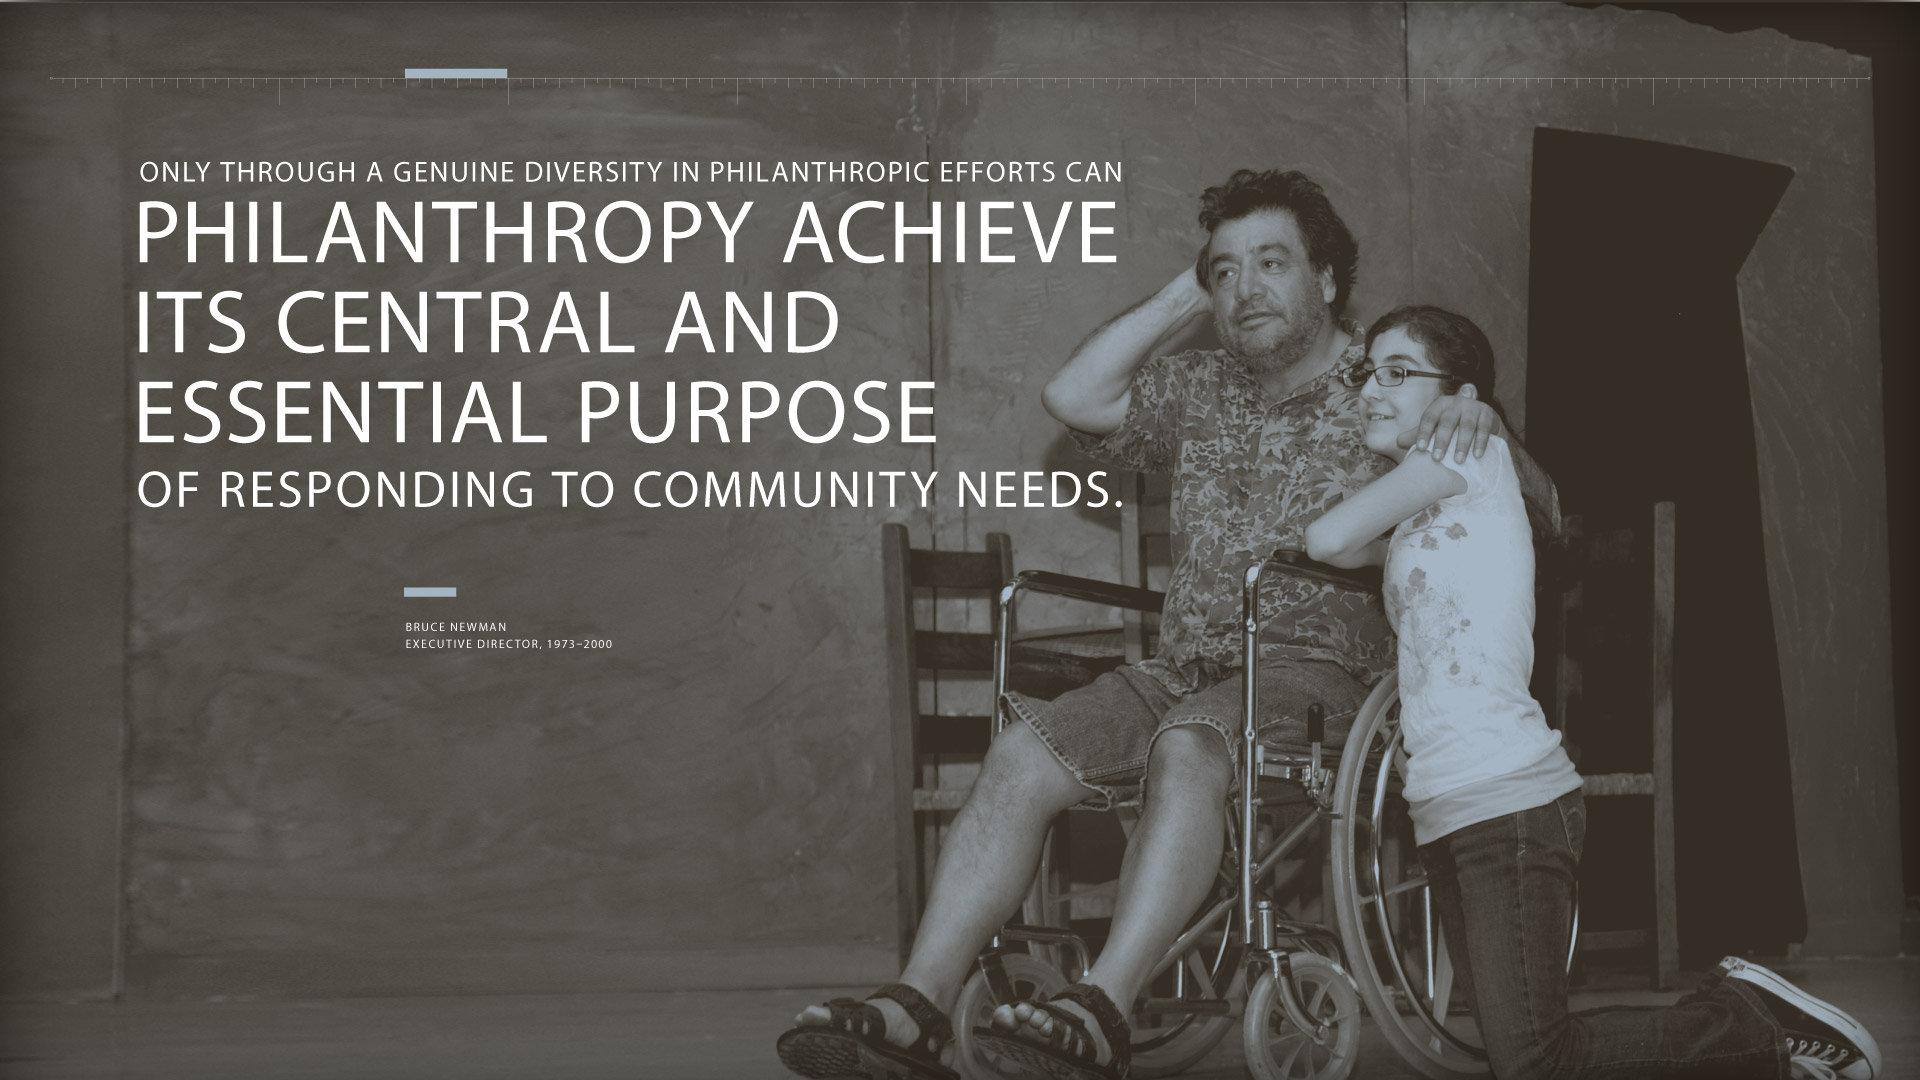 ONLY THROUGH A GENUINE DIVERSITY IN PHILANTHROPIC EFFORTS CAN
PHILANTHROPY ACHIEVE
ITS CENTRAL AND
ESSENTIAL PURPOSE
OF RESPONDING TO COMMUNITY NEEDS.
BRUCE NEWMAN
EXECUTIVE DIRECTOR, 1973–2000